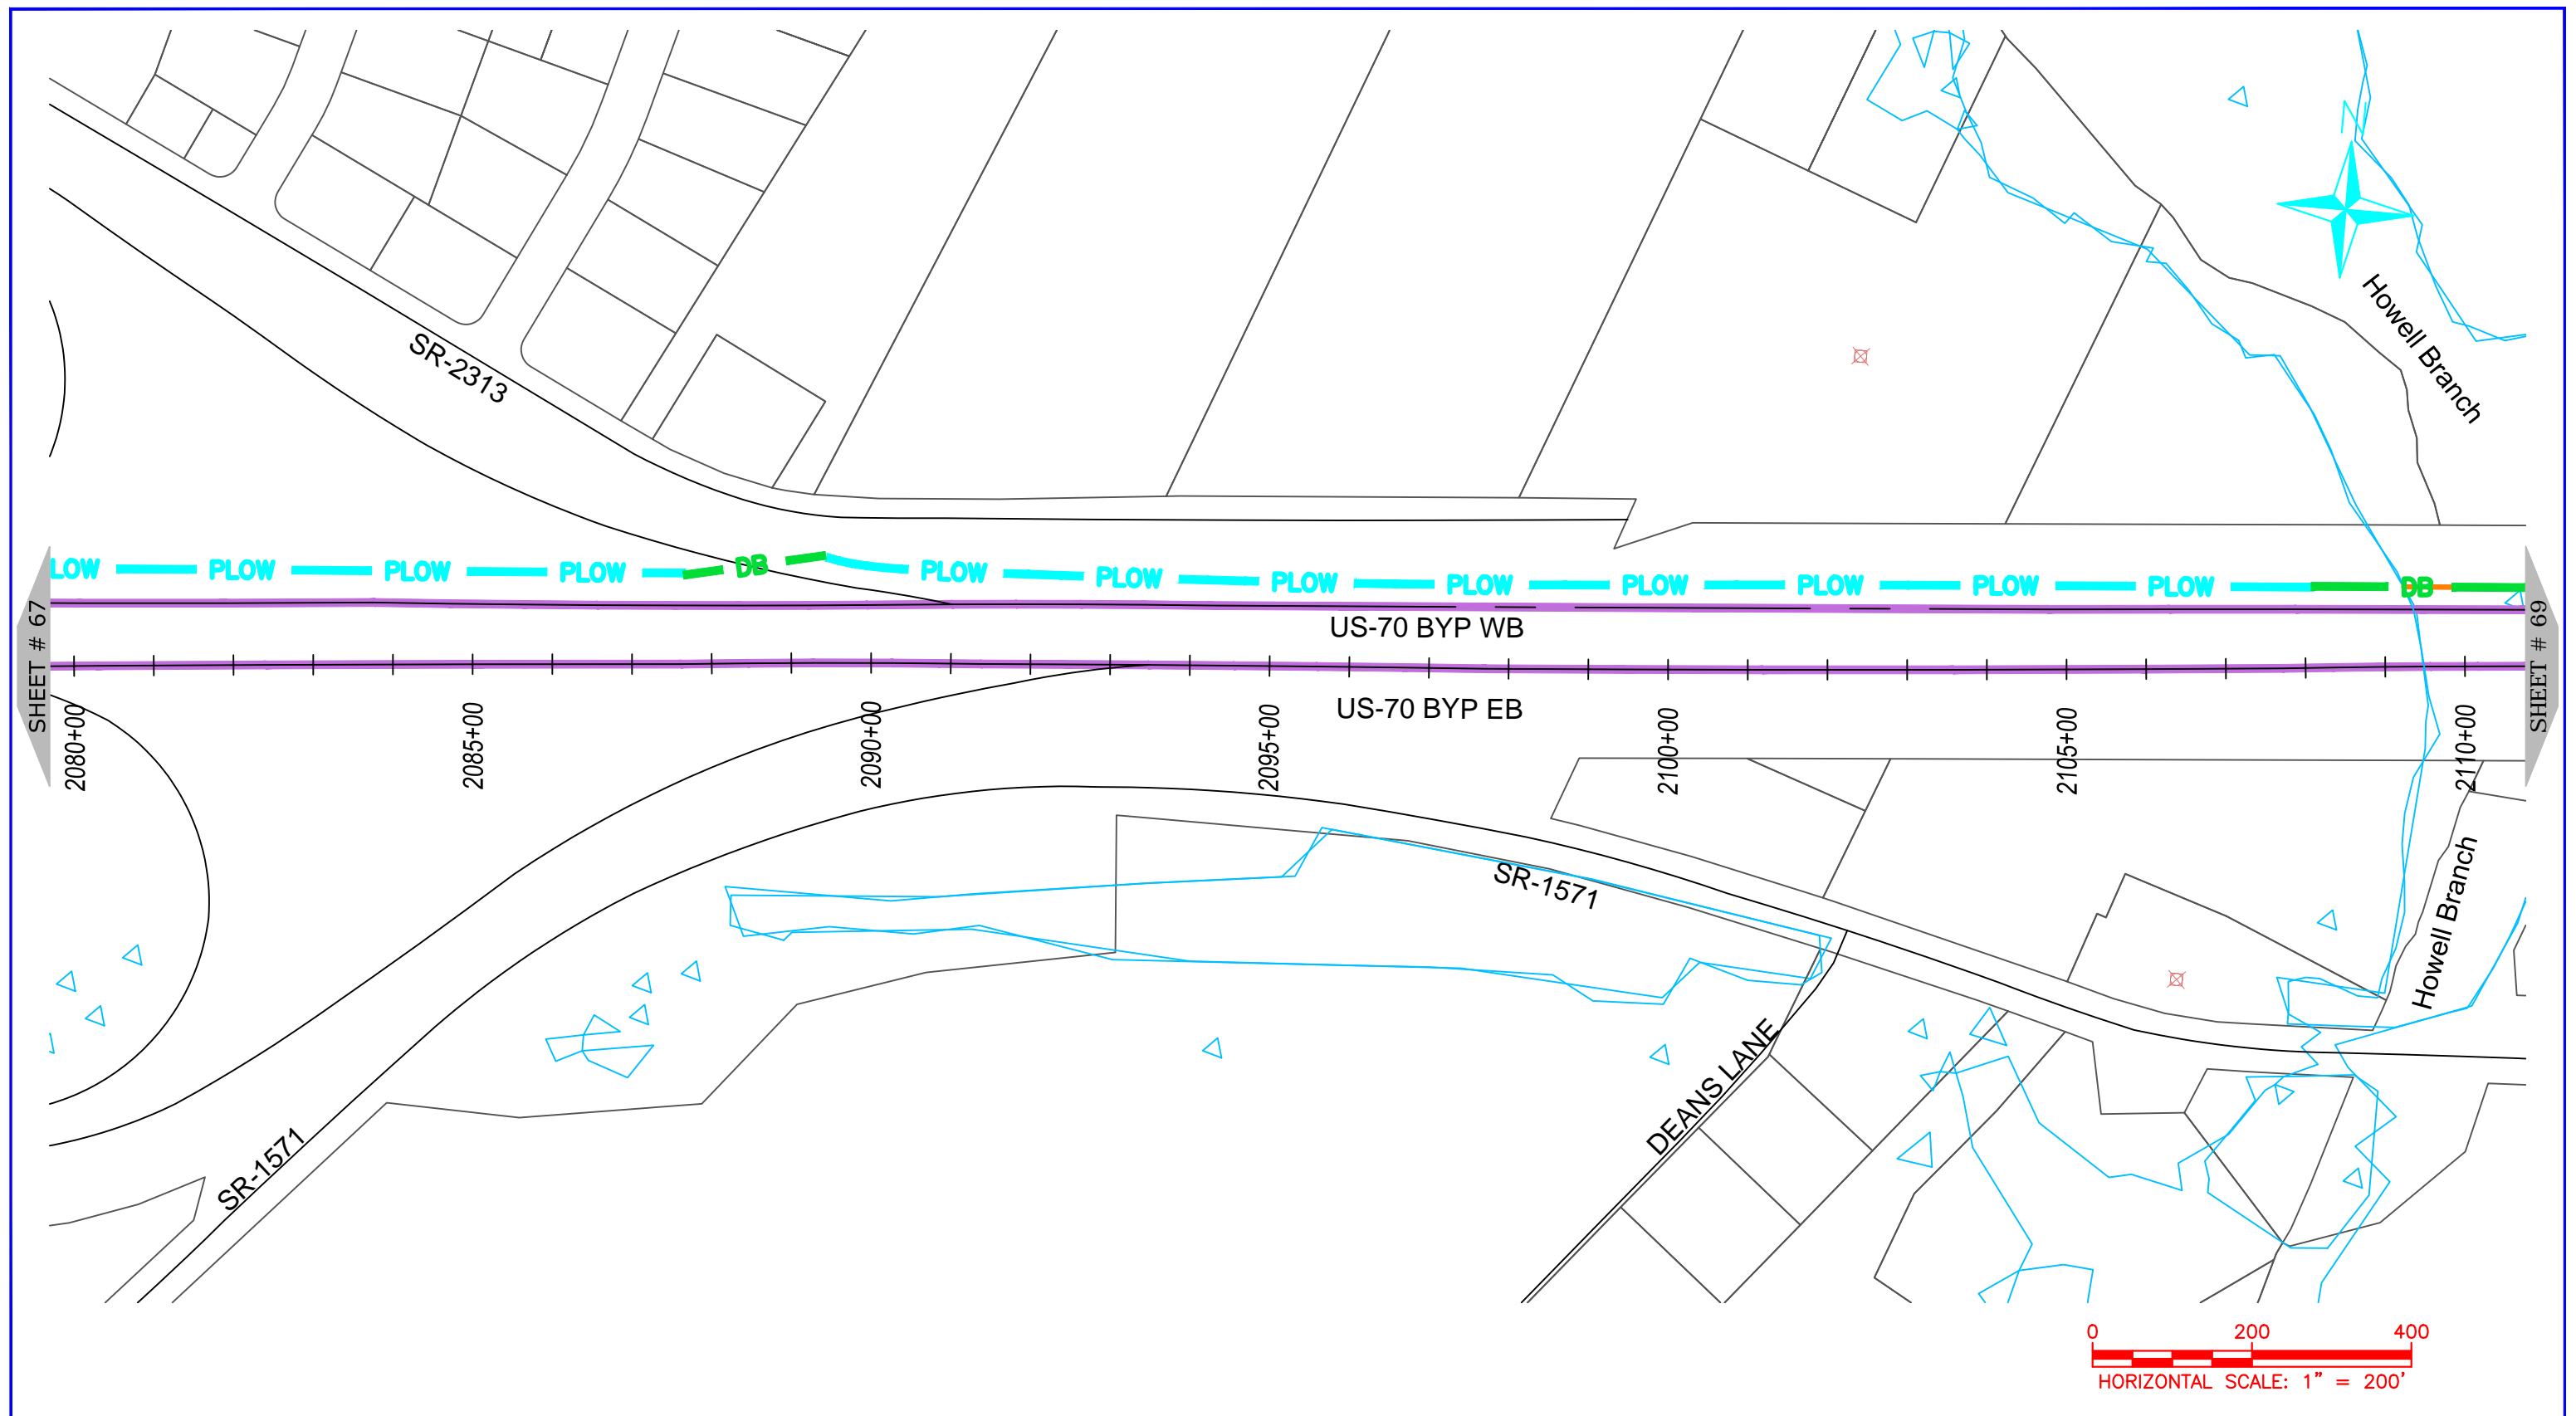 N
Howell Branch
SR-2313
LOW PLOW PLOW PLOW DB PLOW PLOW PLOW PLOW PLOW PLOW PLOW PLOW DB
SHEET # 67
SHEET # 69
US-70 BYP WB
US-70 BYP EB
2080+00 2085+00 2090+00 2095+00 2100+00 2105+00 2110+00
SR-1571
Howell Branch
DEANS LANE
SR-1571
0 200 400
HORIZONTAL SCALE: 1" = 200'